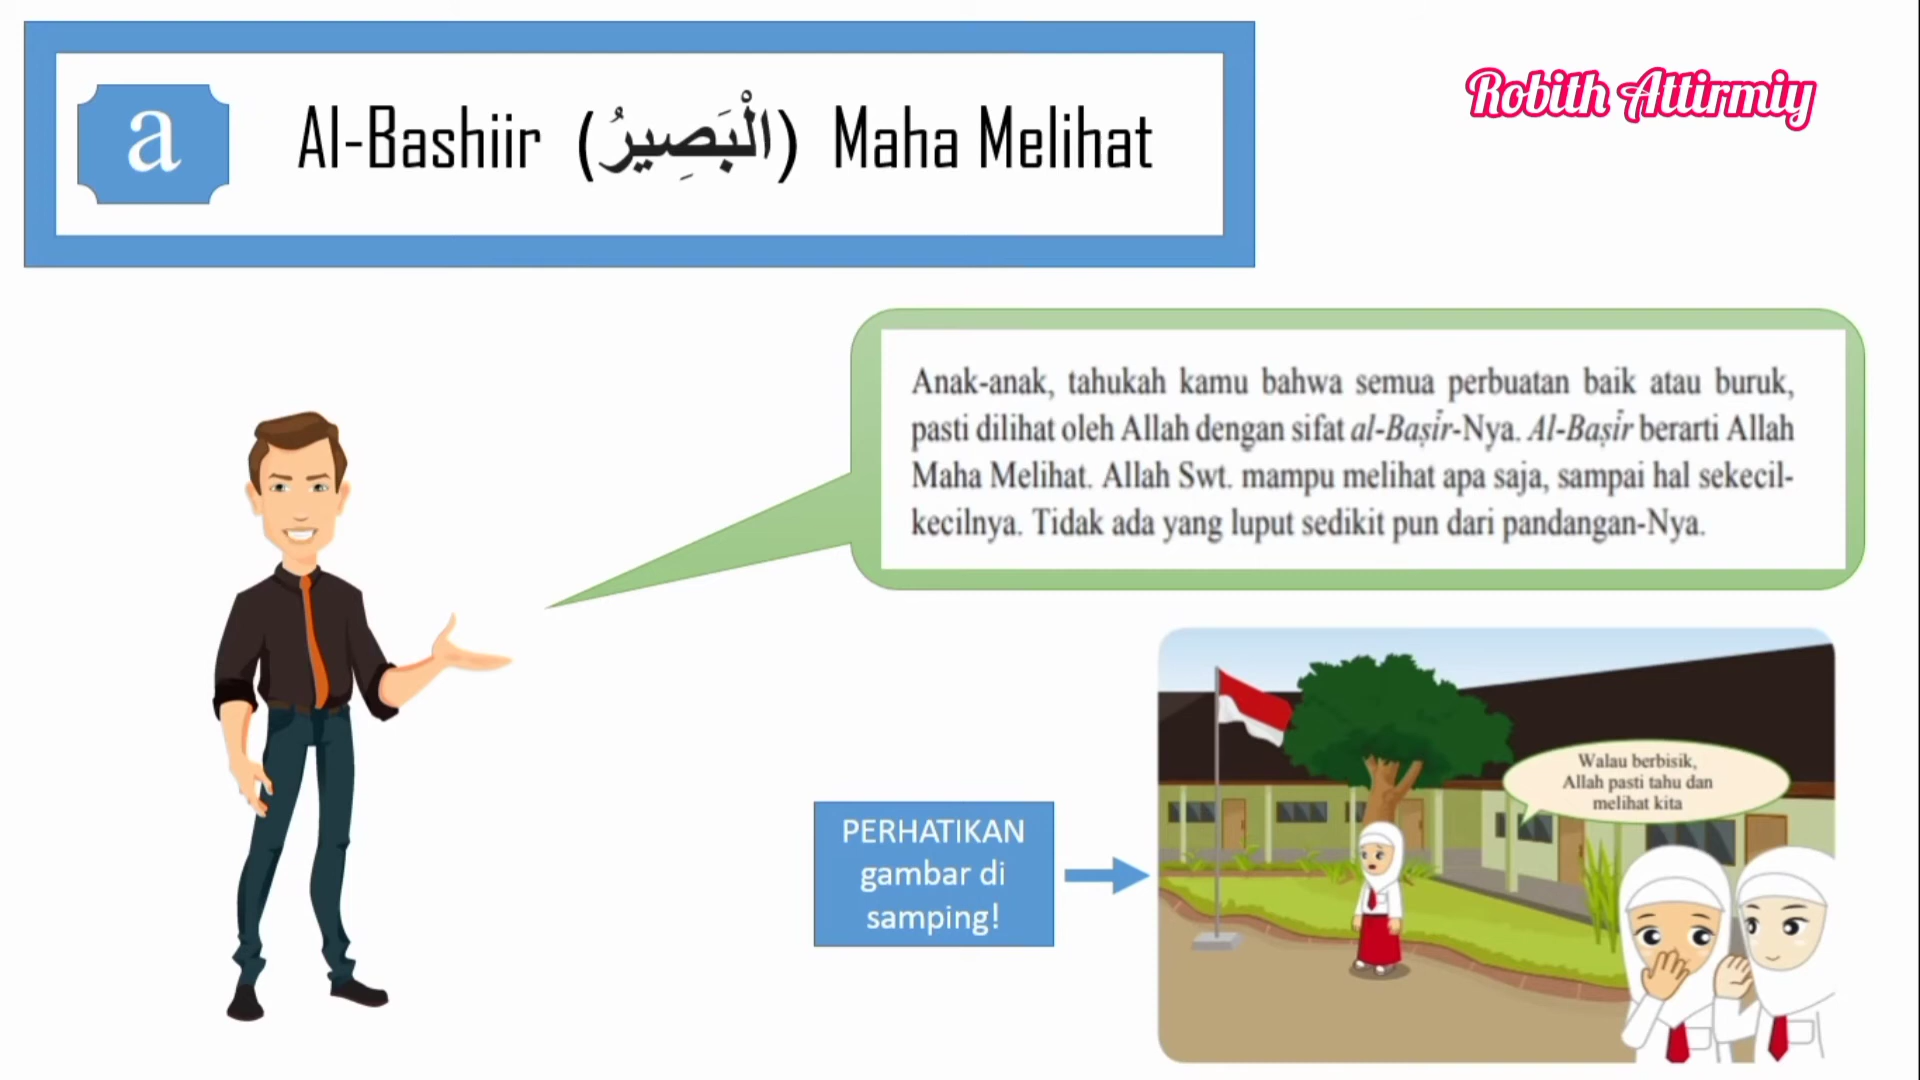 a
Al-Bashiir (الْبَصِيرُ) Maha Melihat
Robith Attirmiy
Anak-anak, tahukah kamu bahwa semua perbuatan baik atau buruk,
pasti dilihat oleh Allah dengan sifat al-Baṣīr-Nya. Al-Baṣīr berarti Allah
Maha Melihat. Allah Swt. mampu melihat apa saja, sampai hal sekecil-
kecilnya. Tidak ada yang luput sedikit pun dari pandangan-Nya.
PERHATIKAN
gambar di
samping!
Walau berbisik,
Allah pasti tahu dan
melihat kita